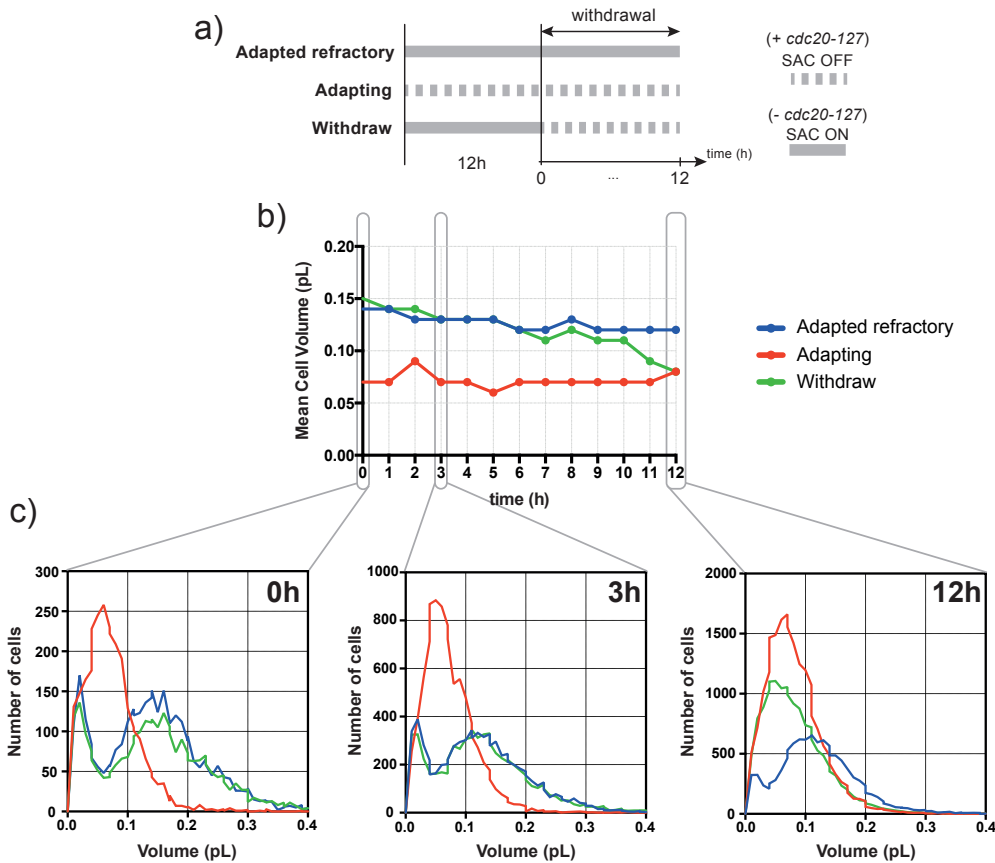 a)
withdrawal
Adapted refractory
Adapting
Withdraw
12h
0
...
12
time (h)
(+ cdc20-127)
SAC OFF
(- cdc20-127)
SAC ON
b)
Mean Cell Volume (pL)
0.20
0.15
0.10
0.05
0.00
0 1 2 3 4 5 6 7 8 9 10 11 12
time (h)
Adapted refractory
Adapting
Withdraw
c)
0h
Number of cells
300
250
200
150
100
50
0
0.0 0.1 0.2 0.3 0.4
Volume (pL)
3h
Number of cells
1000
800
600
400
200
0
0.0 0.1 0.2 0.3 0.4
Volume (pL)
12h
Number of cells
2000
1500
1000
500
0
0.0 0.1 0.2 0.3 0.4
Volume (pL)